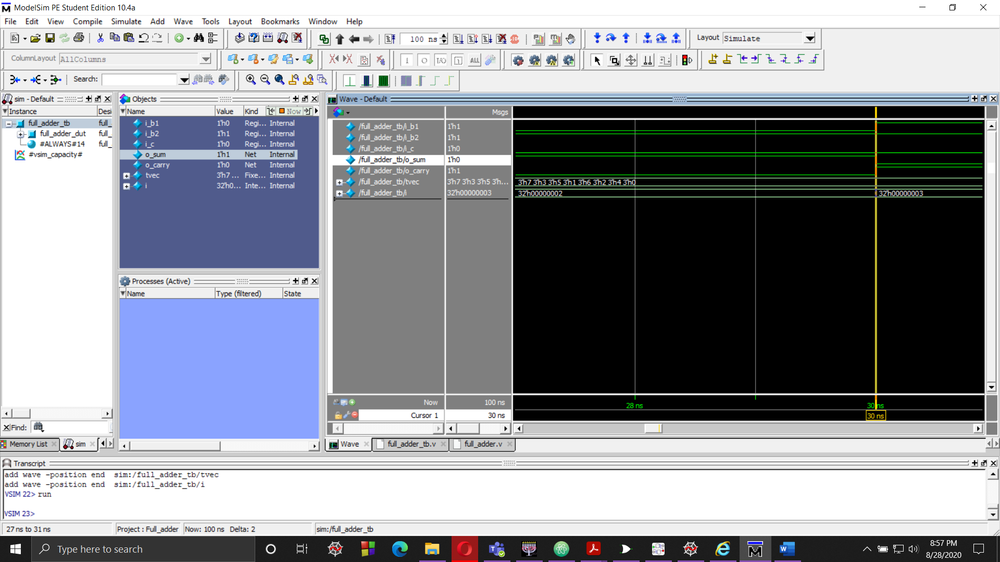 ModelSim PE Student Edition 10.4a
File Edit View Compile Simulate Add Wave Tools Layout Bookmarks Window Help
100 ns
Layout Simulate
ColumnLayout AllColumns
I/O ALL
Search:
sim - Default
Instance Desi
full_adder_tb full_
full_adder_dut full_
#ALWAYS#14 full_
#vsim_capacity#
Find:
Memory List sim
Objects
Name Value Kind Now
i_b1 1'h0 Regi... Internal
i_b2 1'h1 Regi... Internal
i_c 1'h0 Regi... Internal
o_sum 1'h1 Net Internal
o_carry 1'h0 Net Internal
tvec 3'h7 ... Fixe... Internal
i 32'h0... Inte... Internal
Processes (Active)
Name Type (filtered) State
Wave - Default
Msgs
/full_adder_tb/i_b1 1'h1
/full_adder_tb/i_b2 1'h1
/full_adder_tb/i_c 1'h0
/full_adder_tb/o_sum 1'h0
/full_adder_tb/o_carry 1'h1
/full_adder_tb/tvec 3'h7 3'h3 3'h5 3'h... 3'h7 3'h3 3'h5 3'h1 3'h6 3'h2 3'h4 3'h0
/full_adder_tb/i 32'h00000003 32'h00000002 32'h00000003
Now 100 ns 28 ns 30 ns
Cursor 1 30 ns 30 ns
Wave full_adder_tb.v full_adder.v
Transcript
add wave -position end sim:/full_adder_tb/tvec
add wave -position end sim:/full_adder_tb/i
VSIM 22> run
VSIM 23>
27 ns to 31 ns Project : Full_adder Now: 100 ns Delta: 2 sim:/full_adder_tb
Type here to search
8:57 PM
8/28/2020